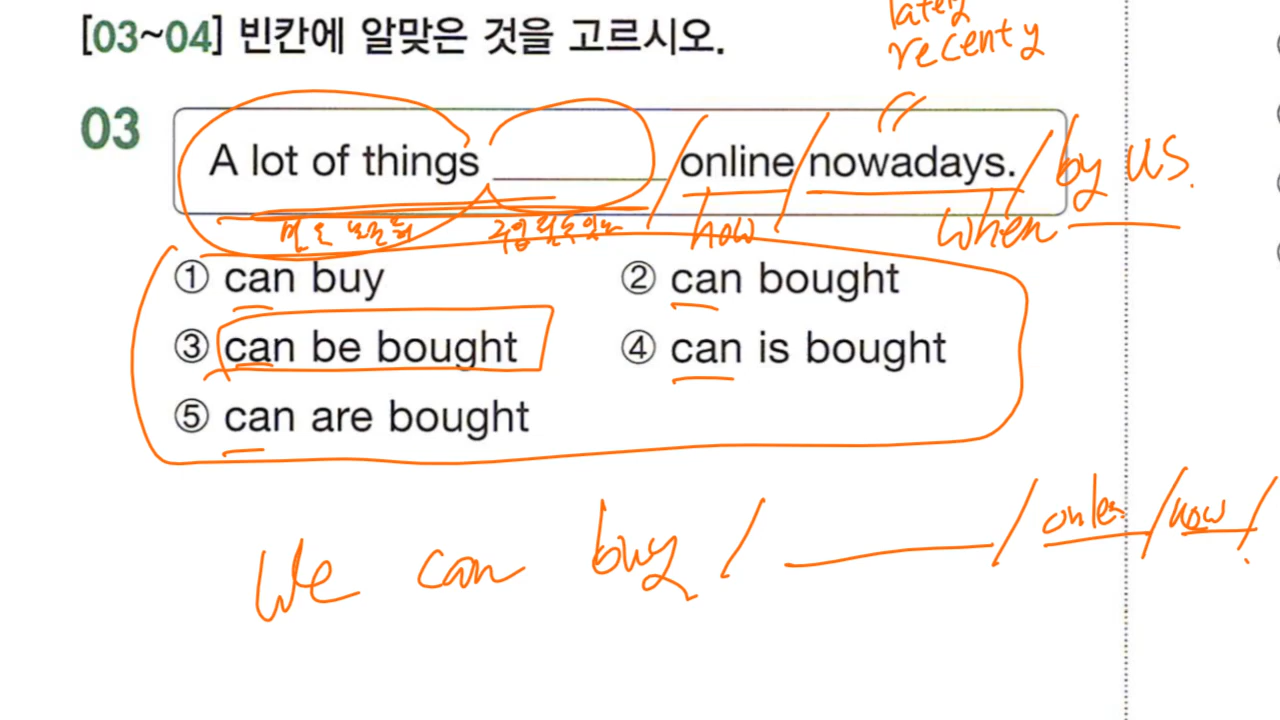 lately
recenty
[03~04] 빈칸에 알맞은 것을 고르시오.
03
A lot of things ________ online nowadays. / by us.
how when
① can buy ② can bought
③ can be bought ④ can is bought
⑤ can are bought
We can buy / ________ / / now /